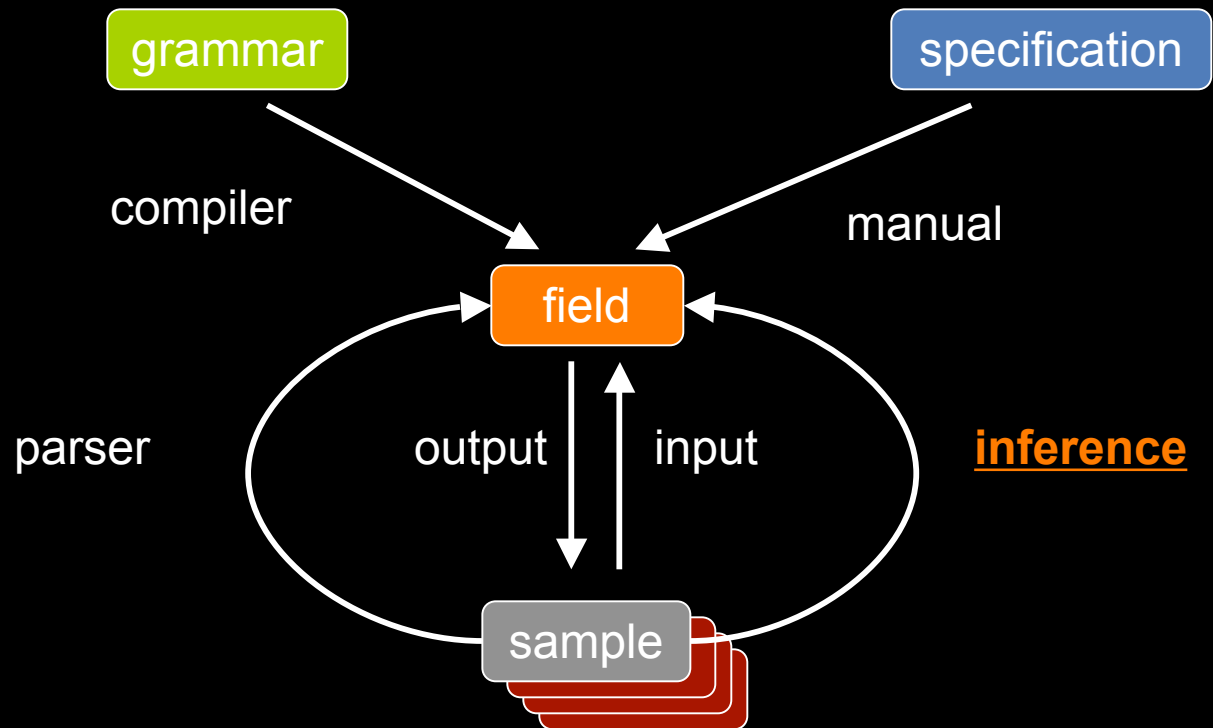 grammar
specification
compiler
manual
field
parser
output
input
inference
sample